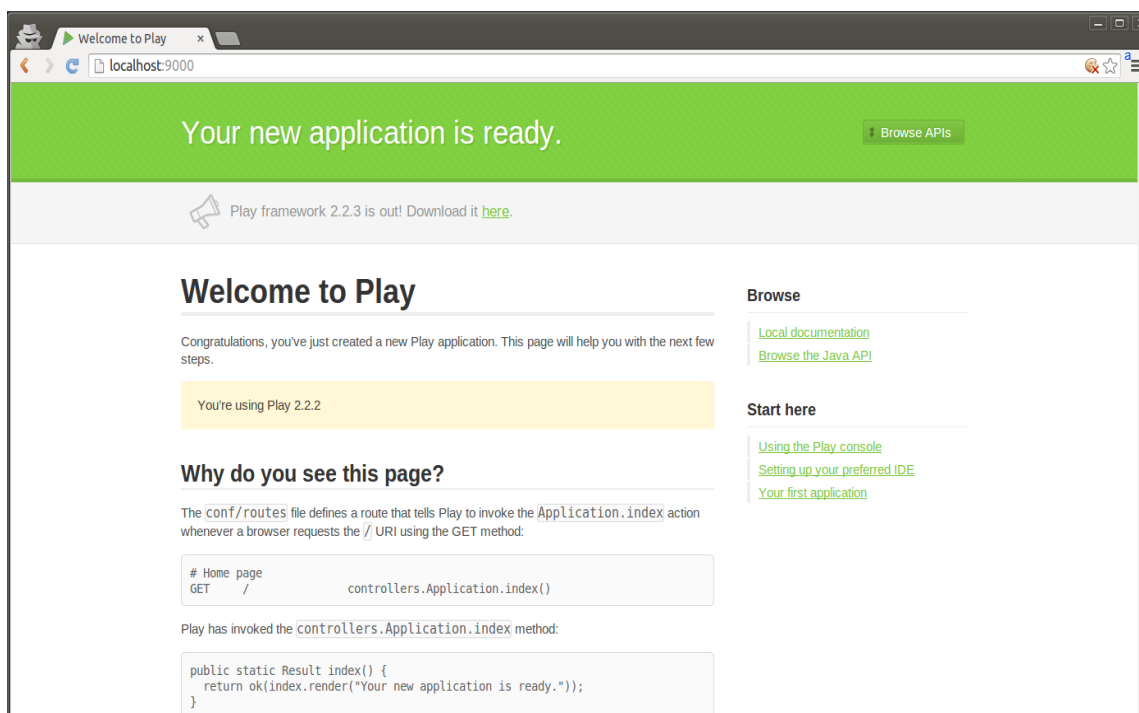 Welcome to Play
localhost:9000
a
Your new application is ready.
Browse APIs
Play framework 2.2.3 is out! Download it here.
Welcome to Play
Congratulations, you've just created a new Play application. This page will help you with the next few
steps.
You're using Play 2.2.2
Why do you see this page?
The conf/routes file defines a route that tells Play to invoke the Application.index action
whenever a browser requests the / URI using the GET method:
# Home page
GET     /               controllers.Application.index()
Play has invoked the controllers.Application.index method:
public static Result index() {
  return ok(index.render("Your new application is ready."));
}
Browse
Local documentation
Browse the Java API
Start here
Using the Play console
Setting up your preferred IDE
Your first application